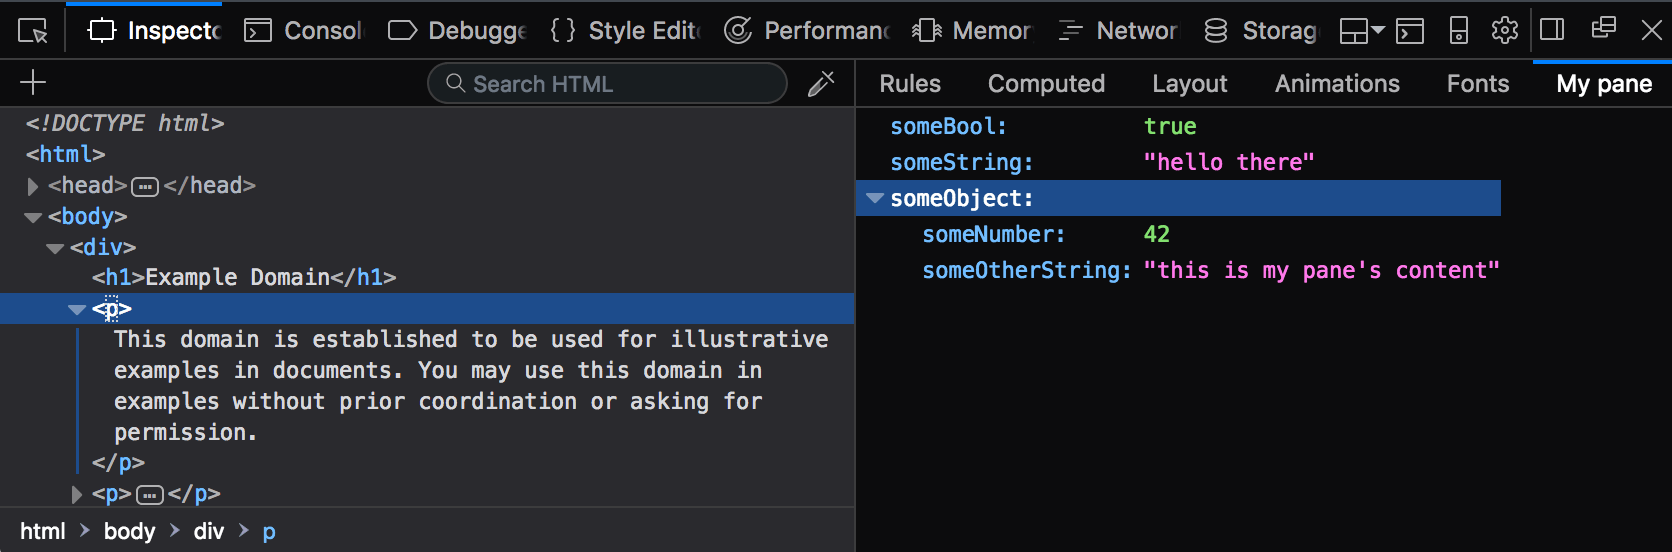 Inspecto Consol Debugge { } Style Edit Performan Memor Networ Storag
Search HTML
Rules Computed Layout Animations Fonts My pane
<!DOCTYPE html>
<html>
<head>⋯</head>
<body>
<div>
<h1>Example Domain</h1>
<p>
This domain is established to be used for illustrative
examples in documents. You may use this domain in
examples without prior coordination or asking for
permission.
</p>
<p>⋯</p>
html > body > div > p
someBool: true
someString: "hello there"
someObject:
someNumber: 42
someOtherString: "this is my pane's content"